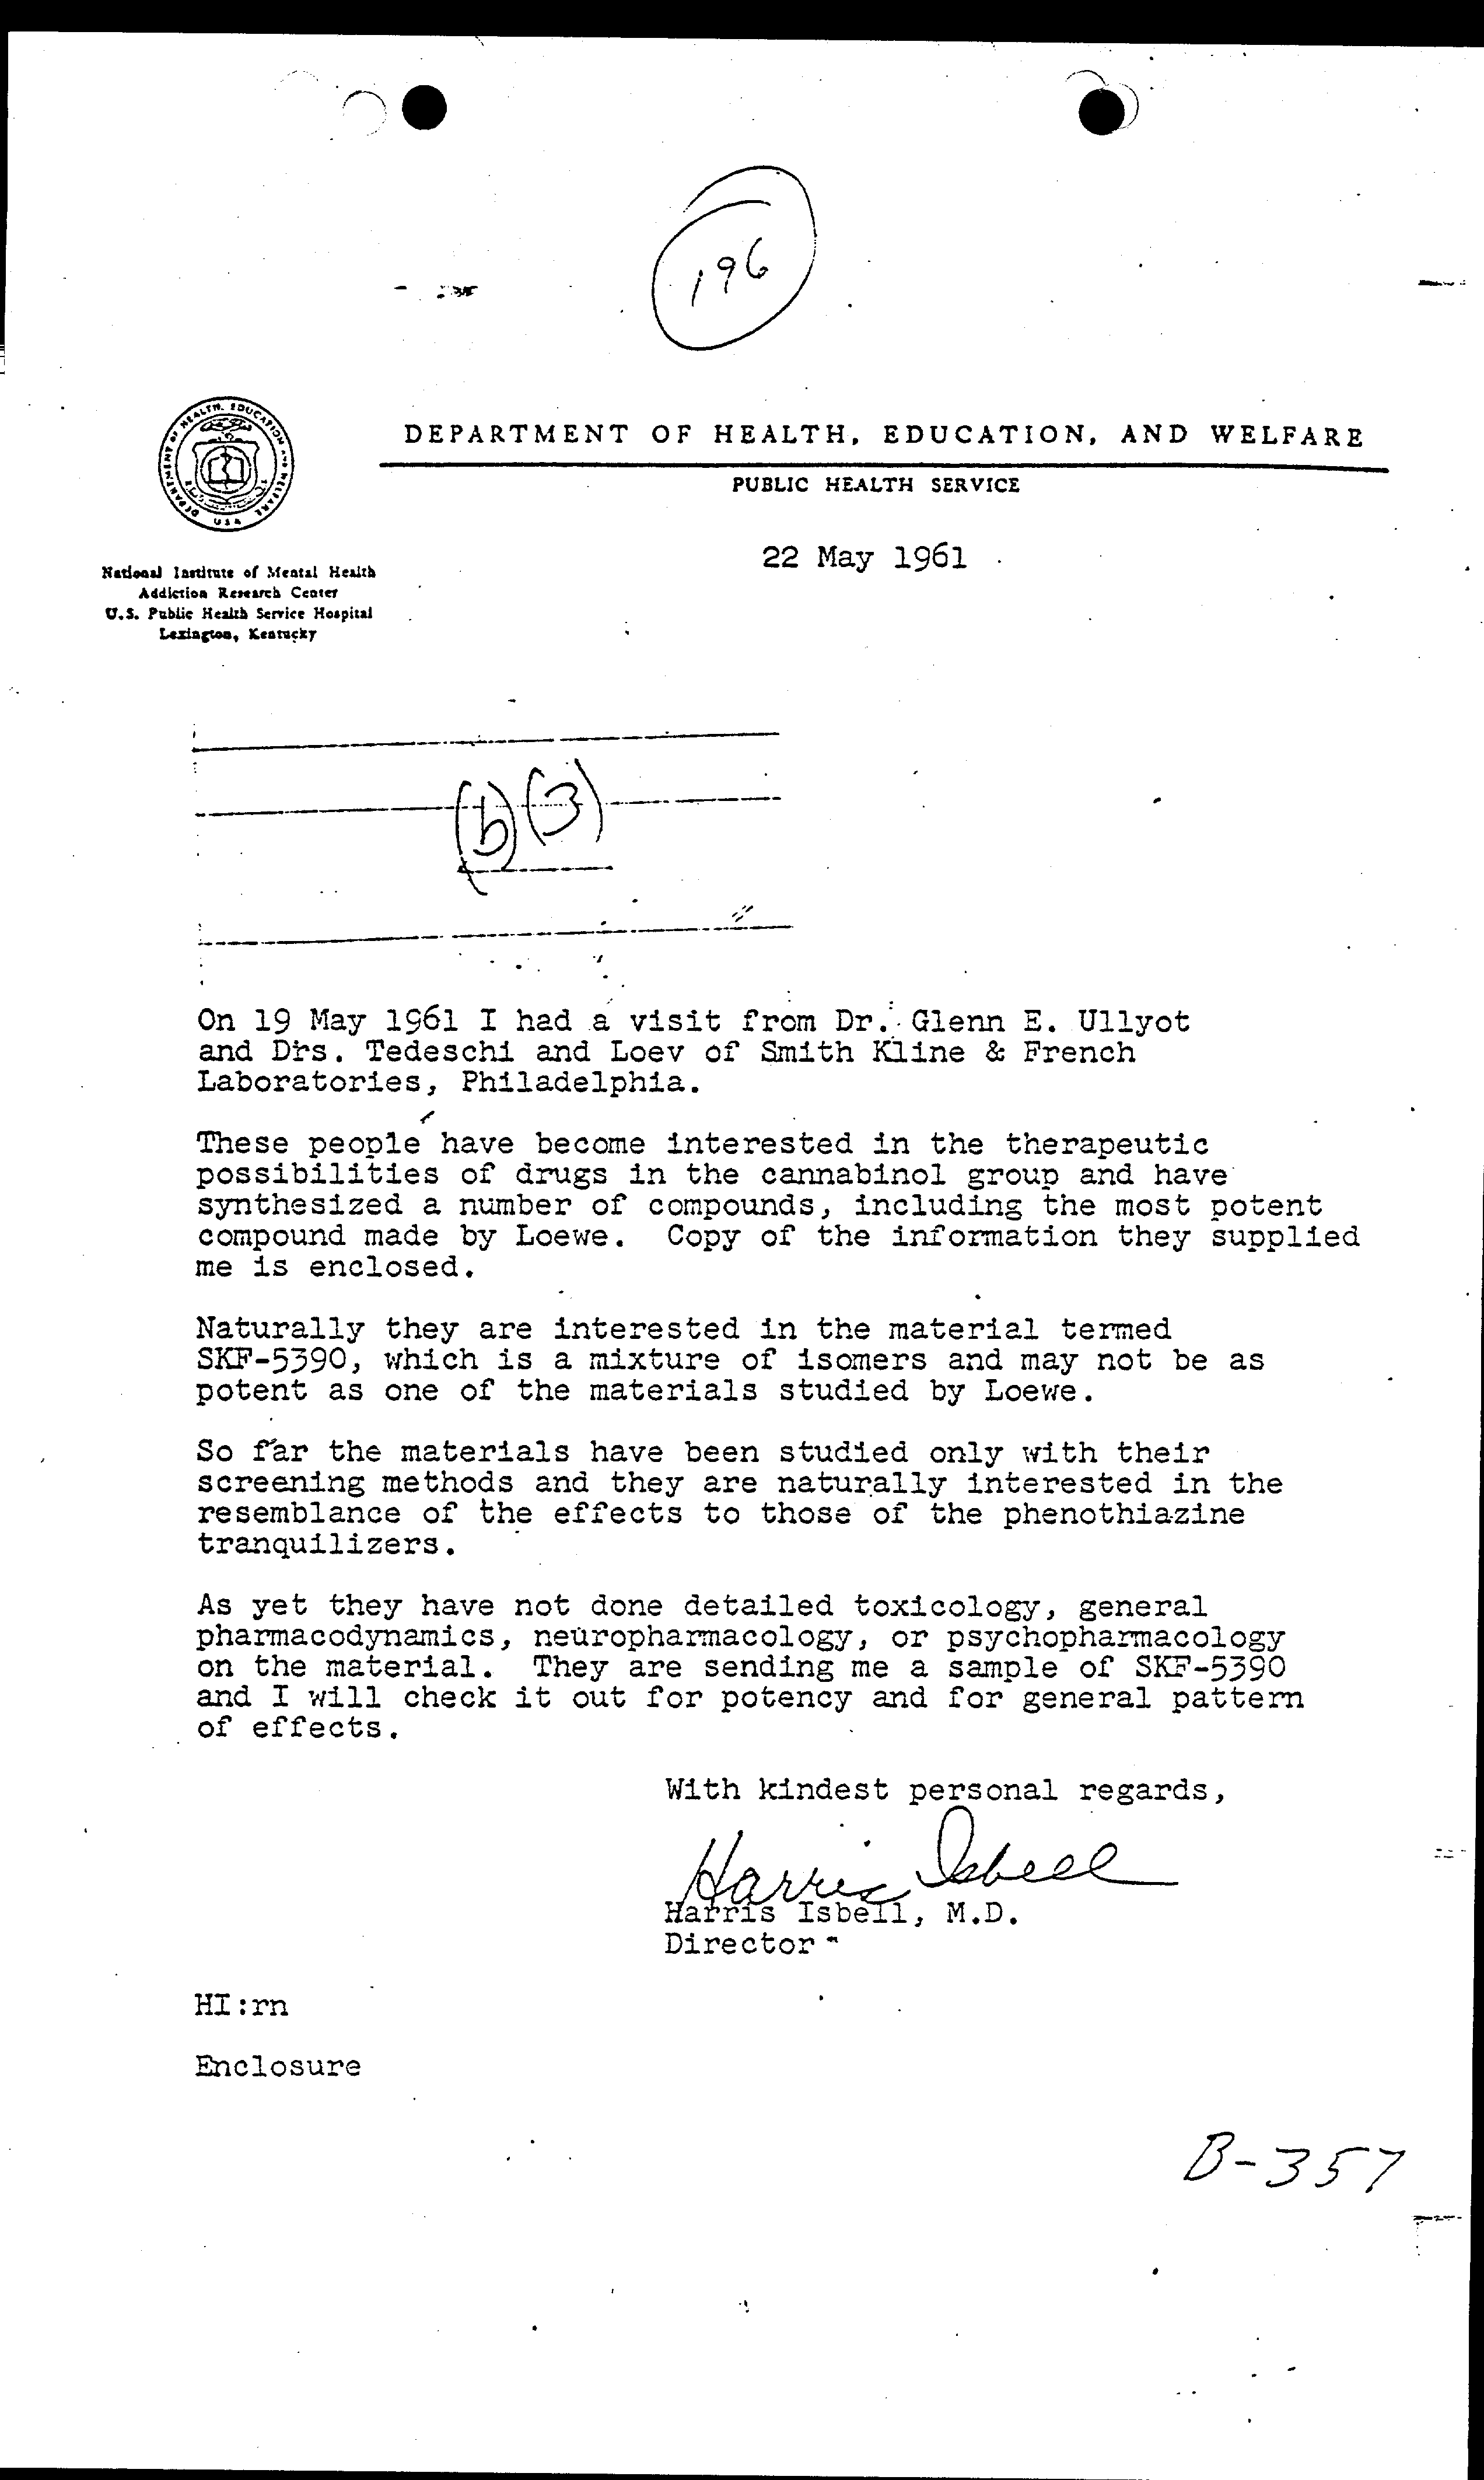 196
DEPARTMENT OF HEALTH, EDUCATION, AND WELFARE
PUBLIC HEALTH SERVICE
DEPARTMENT OF HEALTH, EDUCATION AND WELFARE
USA
22 May 1961
National Institute of Mental Health
Addiction Research Center
U.S. Public Health Service Hospital
Lexington, Kentucky
(b)(3)
On 19 May 1961 I had a visit from Dr. Glenn E. Ullyot
and Drs. Tedeschi and Loev of Smith Kline & French
Laboratories, Philadelphia.
These people have become interested in the therapeutic
possibilities of drugs in the cannabinol group and have
synthesized a number of compounds, including the most potent
compound made by Loewe. Copy of the information they supplied
me is enclosed.
Naturally they are interested in the material termed
SKF-5390, which is a mixture of isomers and may not be as
potent as one of the materials studied by Loewe.
So far the materials have been studied only with their
screening methods and they are naturally interested in the
resemblance of the effects to those of the phenothiazine
tranquilizers.
As yet they have not done detailed toxicology, general
pharmacodynamics, neuropharmacology, or psychopharmacology
on the material. They are sending me a sample of SKF-5390
and I will check it out for potency and for general pattern
of effects.
With kindest personal regards,
Harris Isbell
Harris Isbell, M.D.
Director
HI:rn
Enclosure
B-357